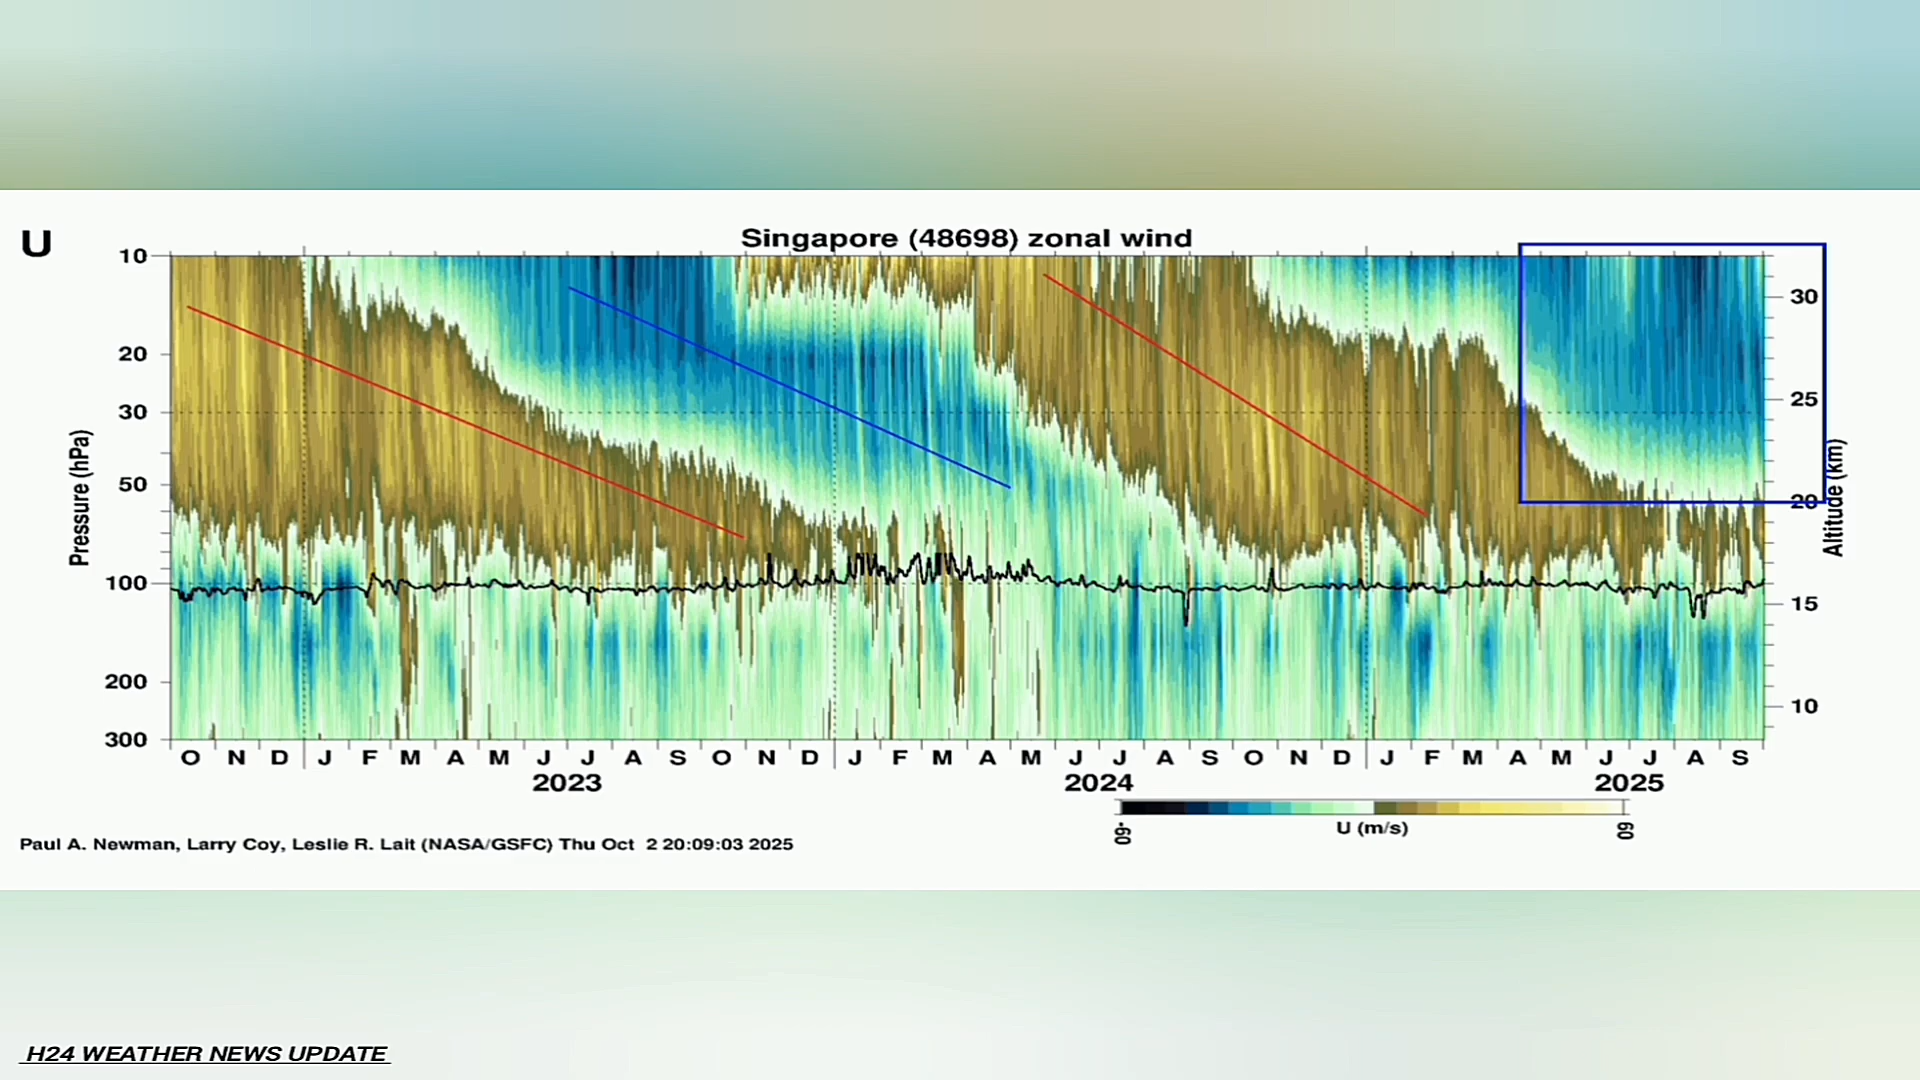 U
Singapore (48698) zonal wind
10
20
30
50
100
200
300
Pressure (hPa)
30
25
20
15
10
Altitude (km)
O N D J F M A M J J A S O N D J F M A M J J A S O N D J F M A M J J A S
2023 2024 2025
-60 60
U (m/s)
Paul A. Newman, Larry Coy, Leslie R. Lait (NASA/GSFC) Thu Oct 2 20:09:03 2025
H24 WEATHER NEWS UPDATE